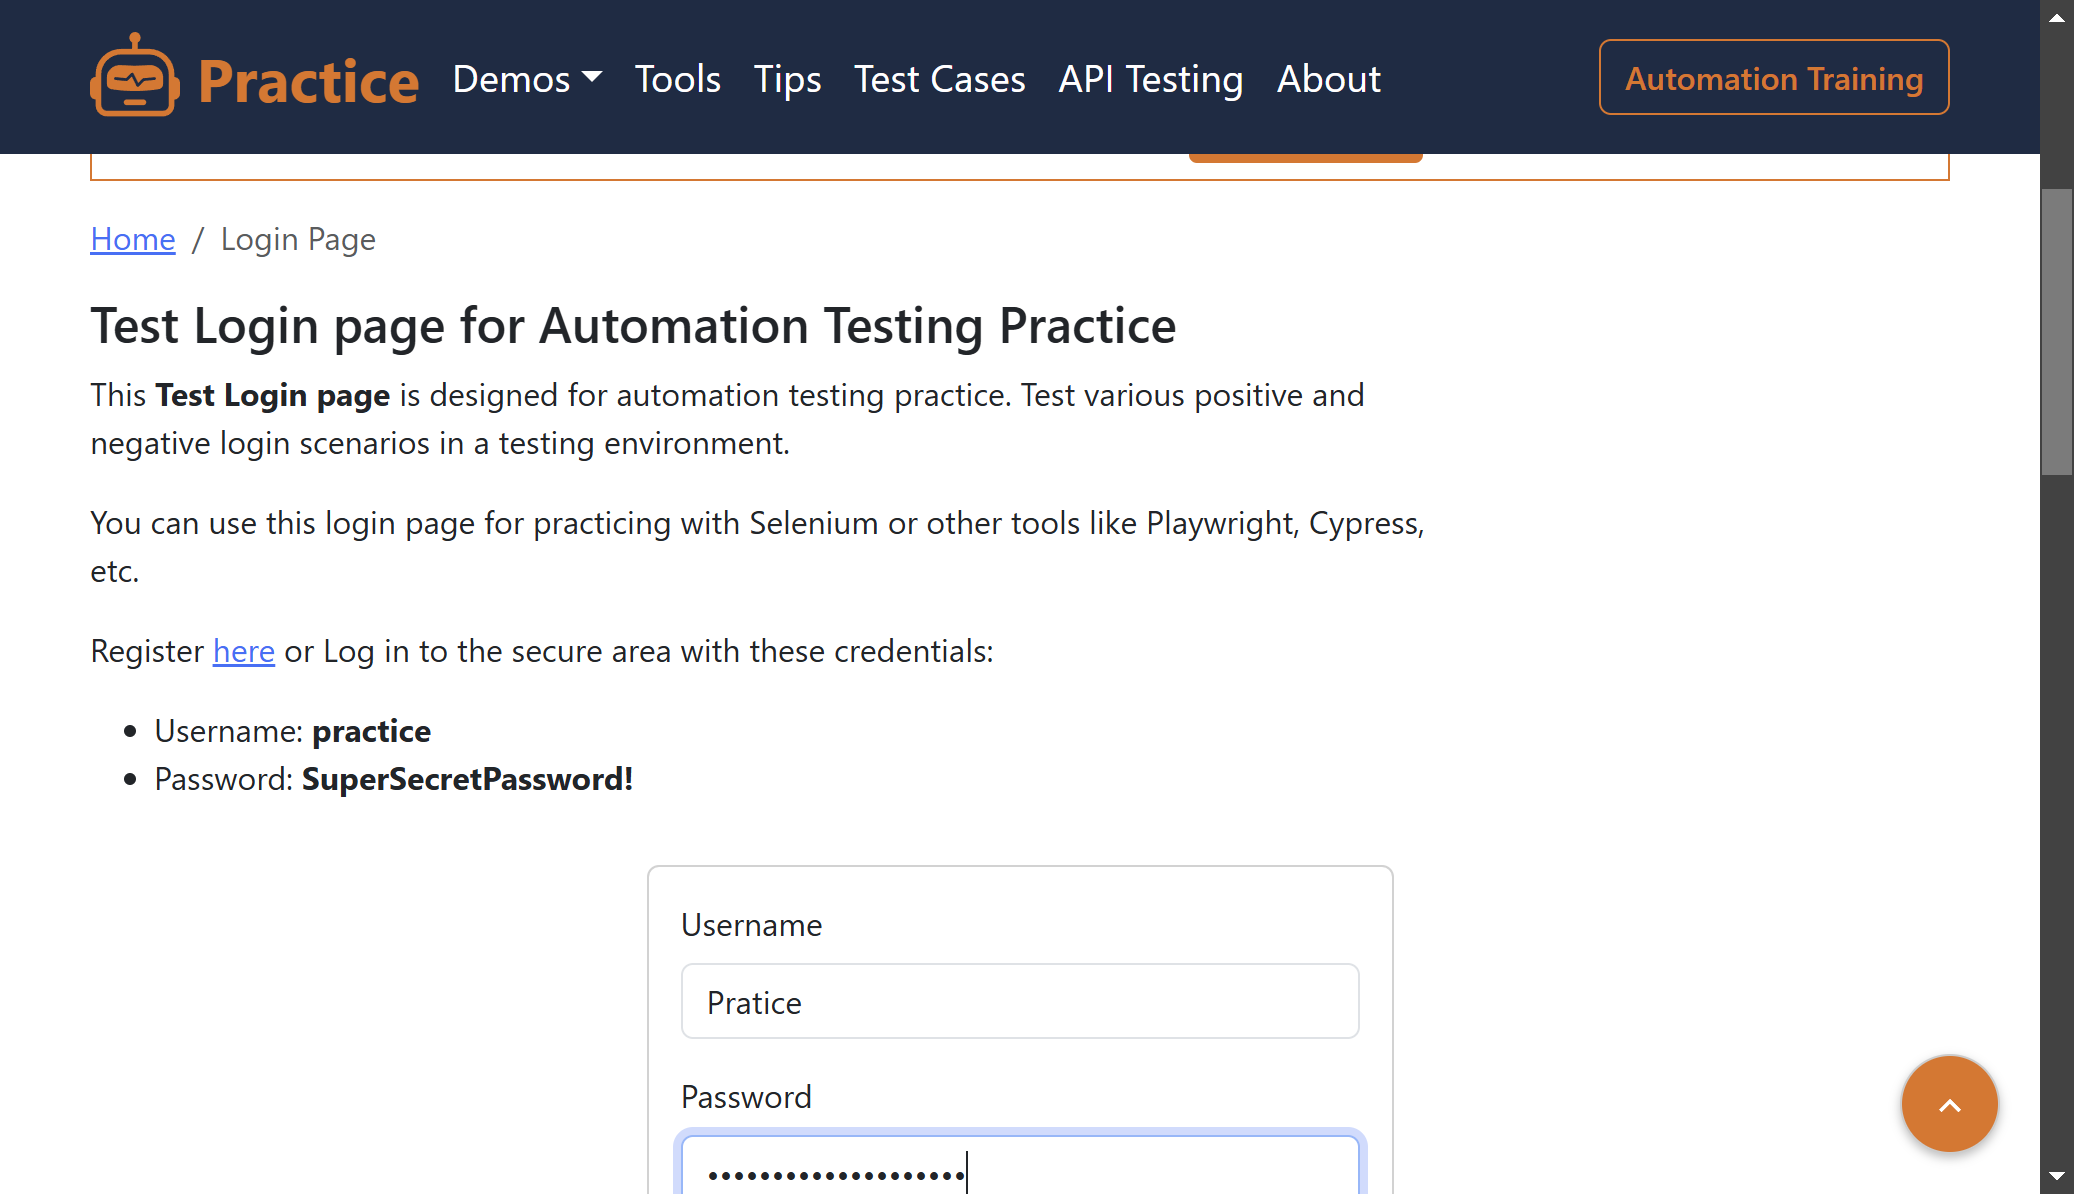 Practice Demos Tools Tips Test Cases API Testing About Automation Training
Home / Login Page
Test Login page for Automation Testing Practice
This Test Login page is designed for automation testing practice. Test various positive and
negative login scenarios in a testing environment.
You can use this login page for practicing with Selenium or other tools like Playwright, Cypress,
etc.
Register here or Log in to the secure area with these credentials:
Username: practice
Password: SuperSecretPassword!
Username
Pratice
Password
••••••••••••••••••••